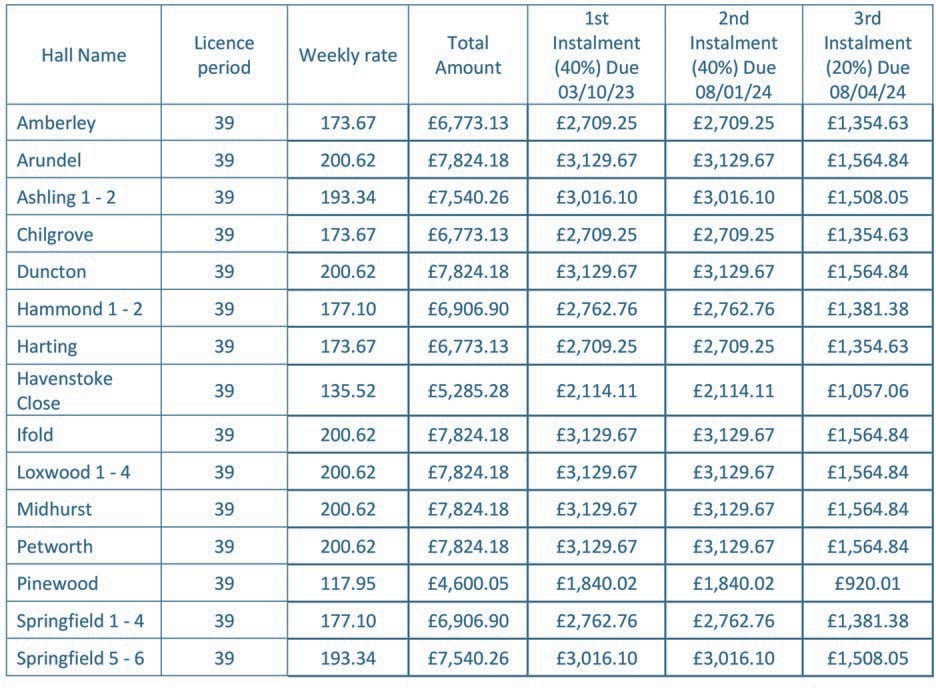 Hall Name | Licence period | Weekly rate | Total Amount | 1st Instalment (40%) Due 03/10/23 | 2nd Instalment (40%) Due 08/01/24 | 3rd Instalment (20%) Due 08/04/24
Amberley | 39 | 173.67 | £6,773.13 | £2,709.25 | £2,709.25 | £1,354.63
Arundel | 39 | 200.62 | £7,824.18 | £3,129.67 | £3,129.67 | £1,564.84
Ashling 1 - 2 | 39 | 193.34 | £7,540.26 | £3,016.10 | £3,016.10 | £1,508.05
Chilgrove | 39 | 173.67 | £6,773.13 | £2,709.25 | £2,709.25 | £1,354.63
Duncton | 39 | 200.62 | £7,824.18 | £3,129.67 | £3,129.67 | £1,564.84
Hammond 1 - 2 | 39 | 177.10 | £6,906.90 | £2,762.76 | £2,762.76 | £1,381.38
Harting | 39 | 173.67 | £6,773.13 | £2,709.25 | £2,709.25 | £1,354.63
Havenstoke Close | 39 | 135.52 | £5,285.28 | £2,114.11 | £2,114.11 | £1,057.06
Ifold | 39 | 200.62 | £7,824.18 | £3,129.67 | £3,129.67 | £1,564.84
Loxwood 1 - 4 | 39 | 200.62 | £7,824.18 | £3,129.67 | £3,129.67 | £1,564.84
Midhurst | 39 | 200.62 | £7,824.18 | £3,129.67 | £3,129.67 | £1,564.84
Petworth | 39 | 200.62 | £7,824.18 | £3,129.67 | £3,129.67 | £1,564.84
Pinewood | 39 | 117.95 | £4,600.05 | £1,840.02 | £1,840.02 | £920.01
Springfield 1 - 4 | 39 | 177.10 | £6,906.90 | £2,762.76 | £2,762.76 | £1,381.38
Springfield 5 - 6 | 39 | 193.34 | £7,540.26 | £3,016.10 | £3,016.10 | £1,508.05